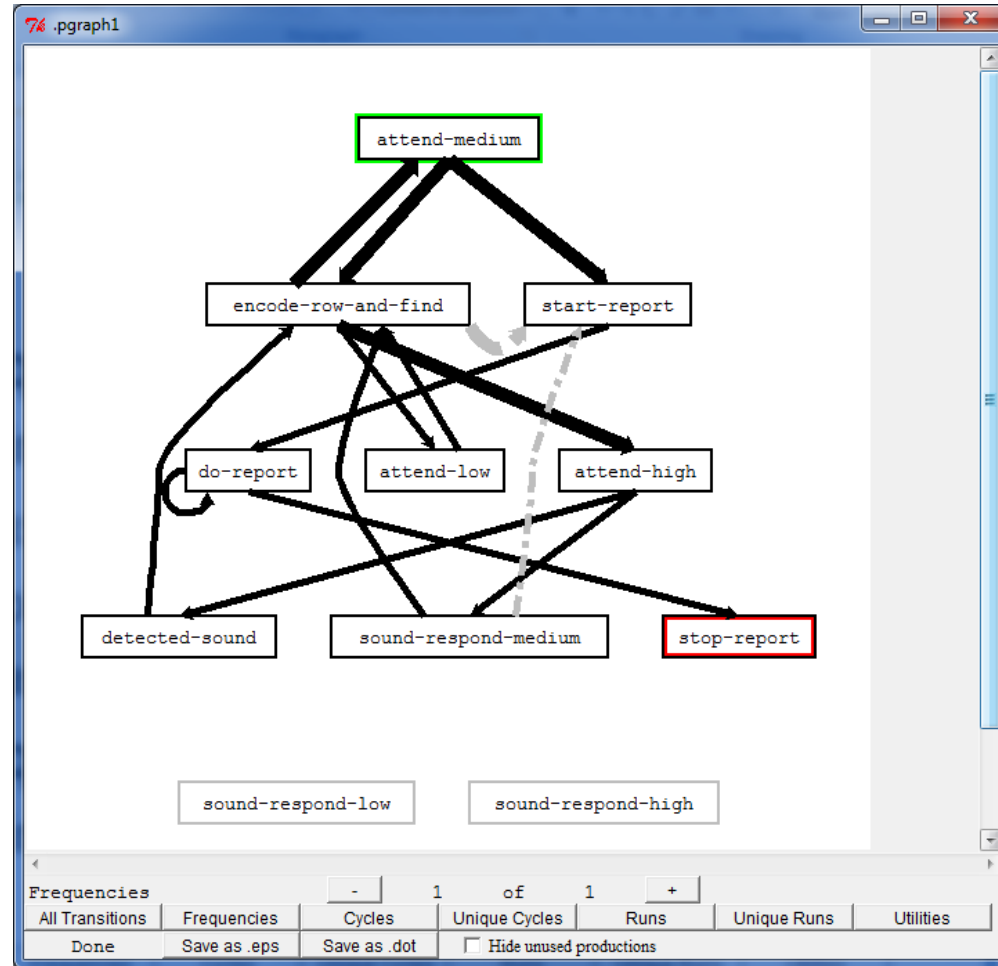 .pgraph1
attend-medium
encode-row-and-find start-report
do-report attend-low attend-high
detected-sound sound-respond-medium stop-report
sound-respond-low sound-respond-high
Frequencies - 1 of 1 +
All Transitions Frequencies Cycles Unique Cycles Runs Unique Runs Utilities
Done Save as .eps Save as .dot Hide unused productions